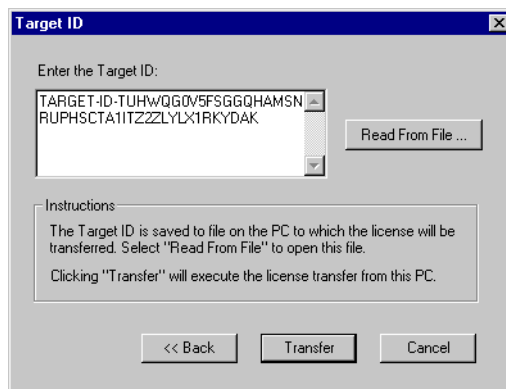 Target ID
Enter the Target ID:
TARGET-ID-TUHWQG0V5FSGGQHAMSN
RUPHSCTA1ITZ2ZLYLX1RKYDAK
Read From File ...
Instructions
The Target ID is saved to file on the PC to which the license will be
transferred. Select "Read From File" to open this file.
Clicking "Transfer" will execute the license transfer from this PC.
<< Back
Transfer
Cancel